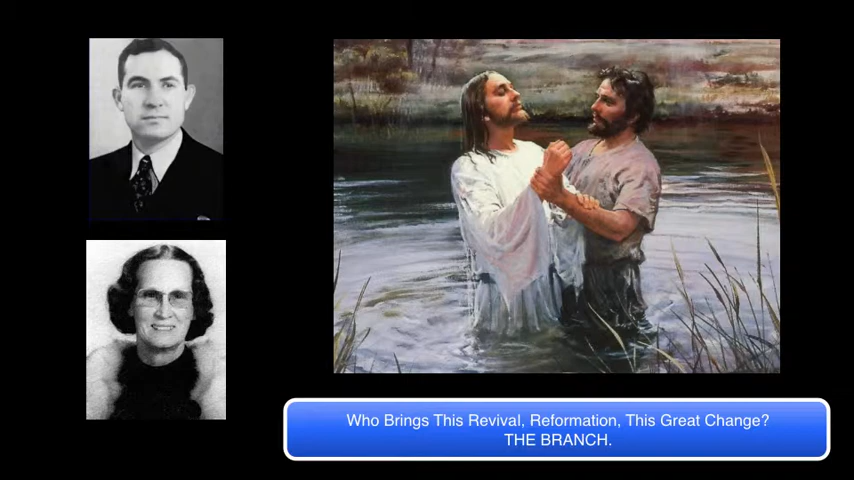 Who Brings This Revival, Reformation, This Great Change?
THE BRANCH.